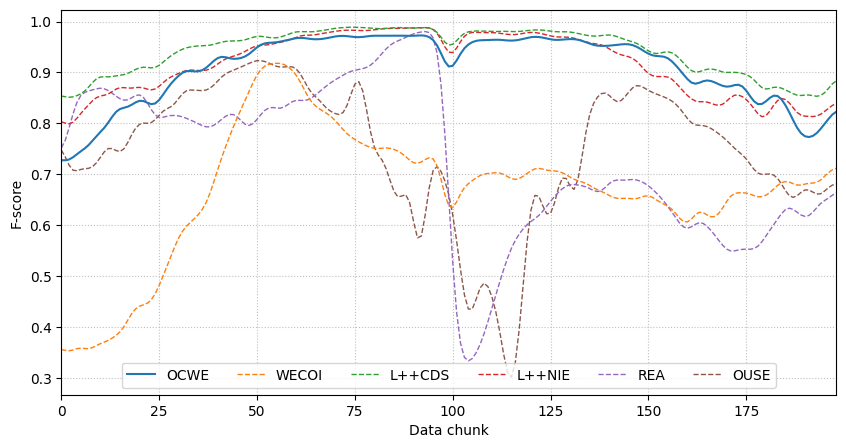 1.0
0.9
0.8
0.7
0.6
0.5
0.4
0.3
F-score
OCWE WECOI L++CDS L++NIE REA OUSE
0 25 50 75 100 125 150 175
Data chunk